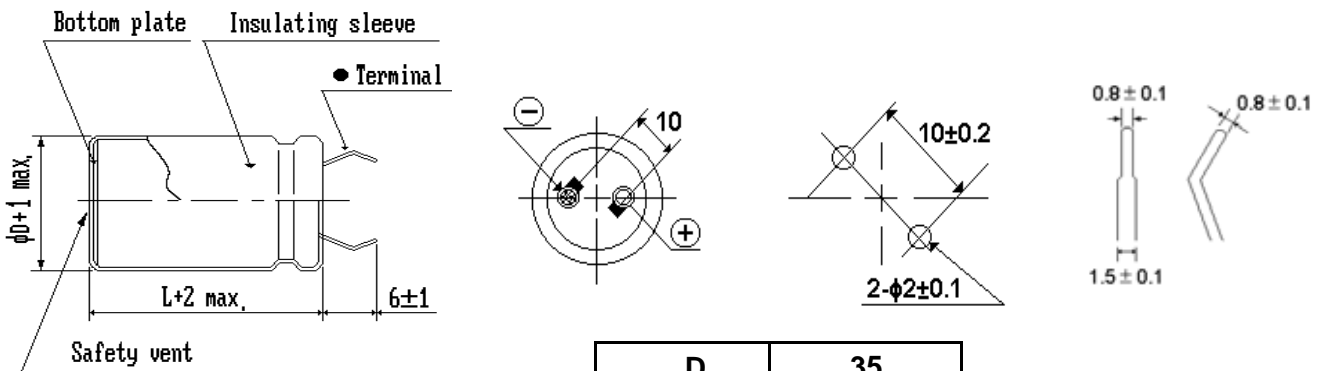 Bottom plate
Insulating sleeve
● Terminal
φD+1 max.
L+2 max.
6±1
Safety vent
⊖
10
⊕
10±0.2
2-ϕ2±0.1
0.8 ± 0.1
0.8 ± 0.1
1.5 ± 0.1
D 35